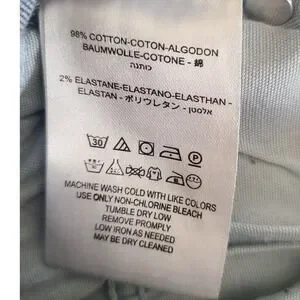 98% COTTON-COTON-ALGODON
BAUMWOLLE-COTONE - 綿
כותנה
2% ELASTANE-ELASTANO-ELASTHAN -
ELASTAN - ポリウレタン - אלסטן
30
P
MACHINE WASH COLD WITH LIKE COLORS
USE ONLY NON-CHLORINE BLEACH
TUMBLE DRY LOW
REMOVE PROMPLY
LOW IRON AS NEEDED
MAY BE DRY CLEANED